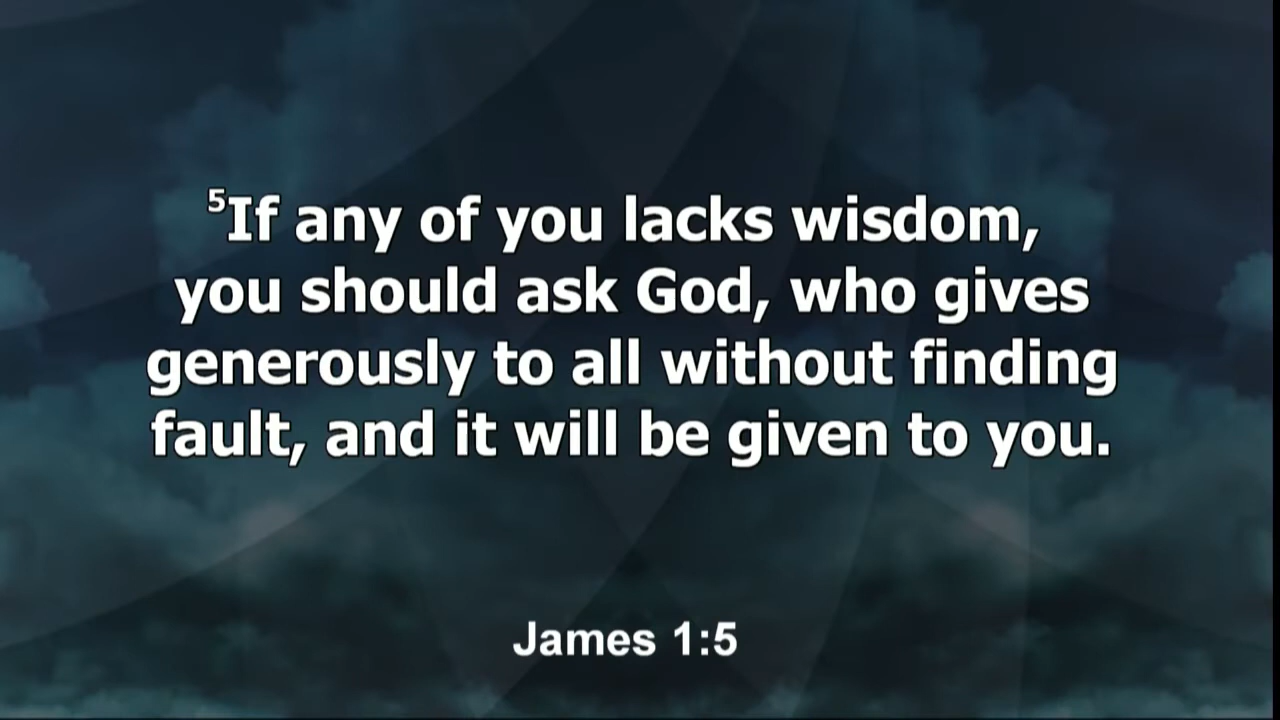 ⁵If any of you lacks wisdom,
you should ask God, who gives
generously to all without finding
fault, and it will be given to you.
James 1:5